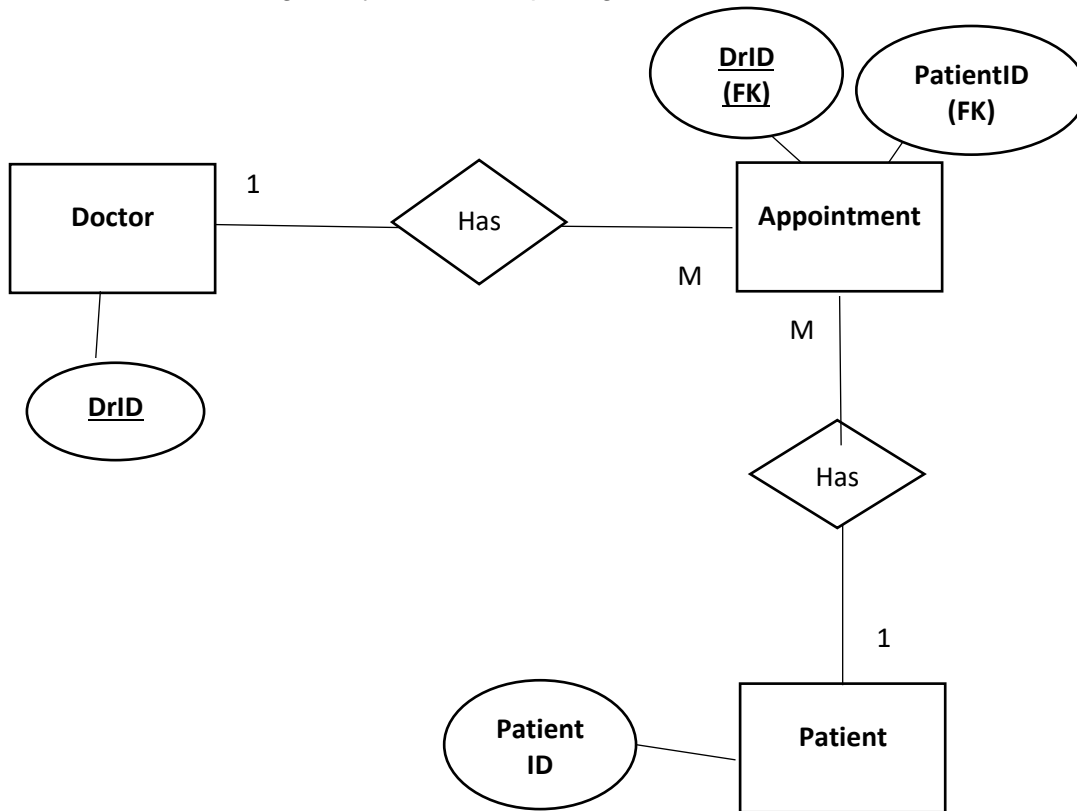 DrID
(FK)
PatientID
(FK)
Doctor
1
Has
Appointment
M
M
DrID
Has
1
Patient
ID
Patient